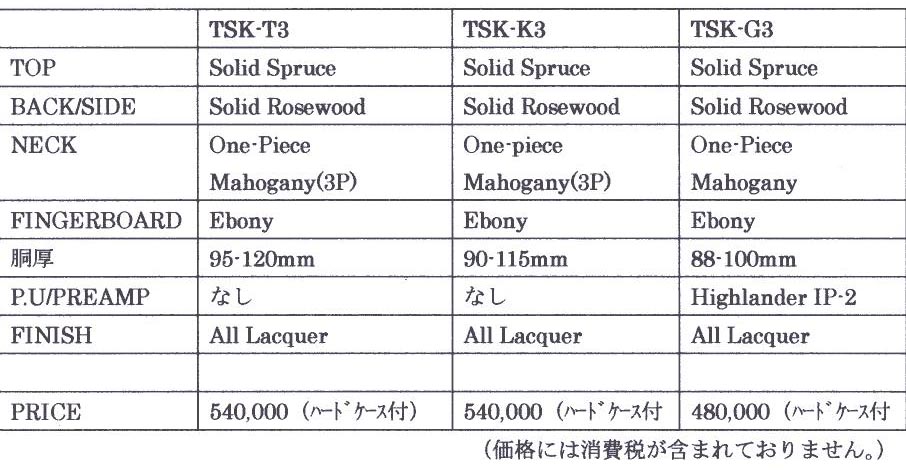 TSK-T3 TSK-K3 TSK-G3
TOP Solid Spruce Solid Spruce Solid Spruce
BACK/SIDE Solid Rosewood Solid Rosewood Solid Rosewood
NECK One-Piece One-piece One-Piece
Mahogany(3P) Mahogany(3P) Mahogany
FINGERBOARD Ebony Ebony Ebony
胴厚 95-120mm 90-115mm 88-100mm
P.U/PREAMP なし なし Highlander IP-2
FINISH All Lacquer All Lacquer All Lacquer
PRICE 540,000（ﾊｰﾄﾞｹｰｽ付） 540,000（ﾊｰﾄﾞｹｰｽ付 480,000（ﾊｰﾄﾞｹｰｽ付
（価格には消費税が含まれておりません。）